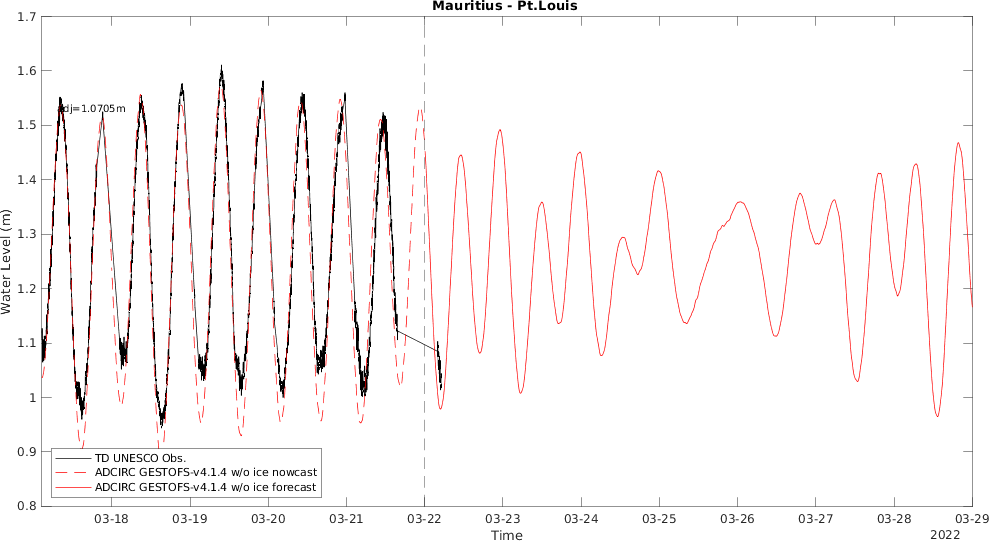 Mauritius - Pt.Louis
1.7
1.6
1.5
1.4
1.3
1.2
1.1
1
0.9
0.8
Water Level (m)
adj=1.0705m
TD UNESCO Obs.
ADCIRC GESTOFS-v4.1.4 w/o ice nowcast
ADCIRC GESTOFS-v4.1.4 w/o ice forecast
03-18 03-19 03-20 03-21 03-22 03-23 03-24 03-25 03-26 03-27 03-28 03-29
Time
2022